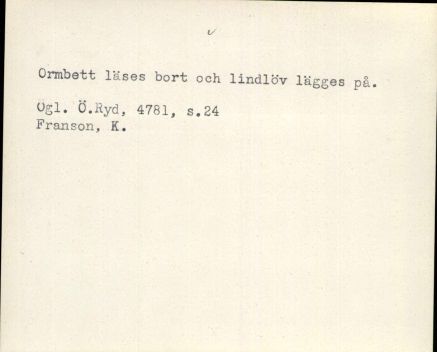 Ormbett läses bort och lindlöv lägges på.
Ögl. Ö.Ryd, 4781, s.24
Franson, K.